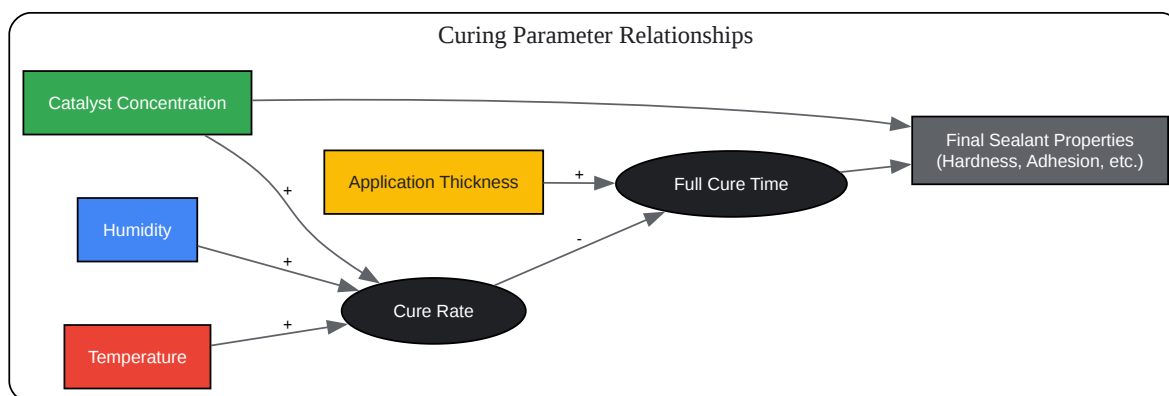 Curing Parameter Relationships
Catalyst Concentration
Final Sealant Properties
(Hardness, Adhesion, etc.)
+
Application Thickness
+
Full Cure Time
Humidity
+
-
Cure Rate
+
Temperature